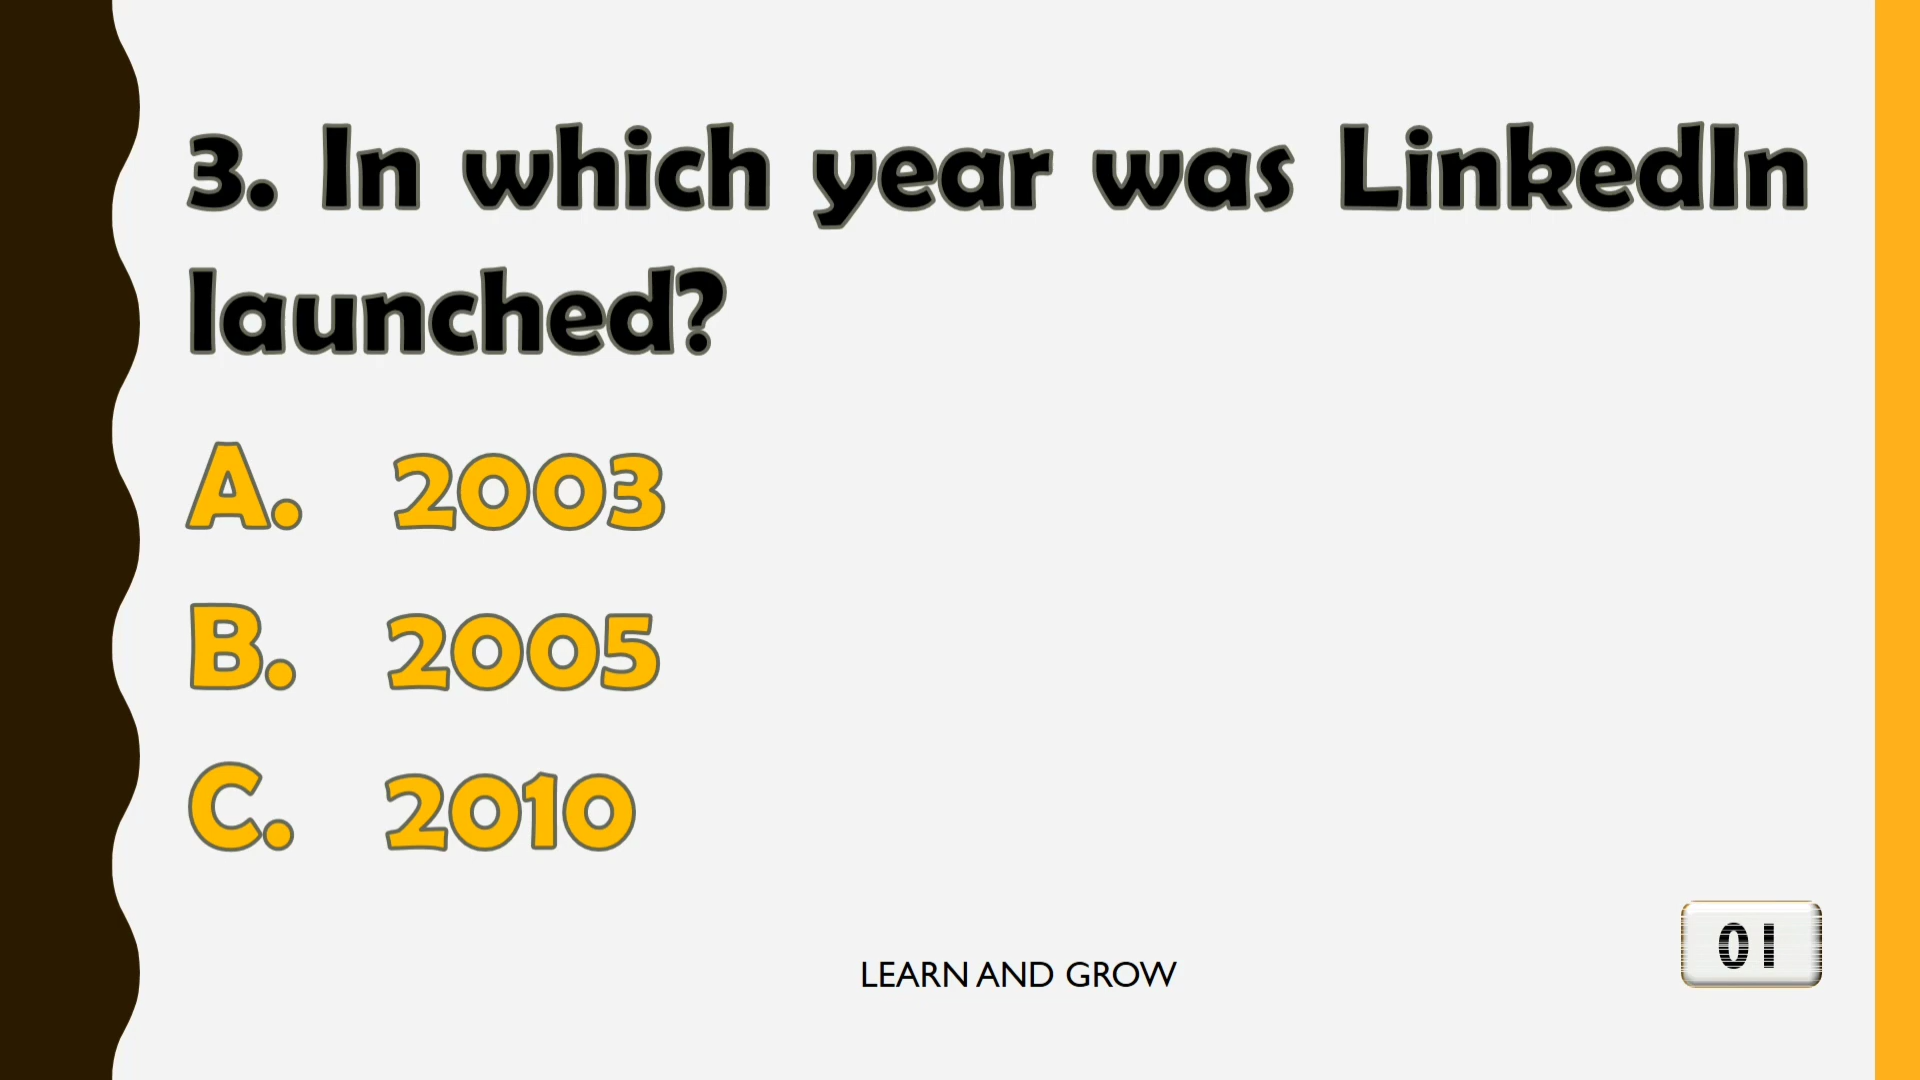 3. In which year was LinkedIn
launched?
A. 2003
B. 2005
C. 2010
01
LEARN AND GROW